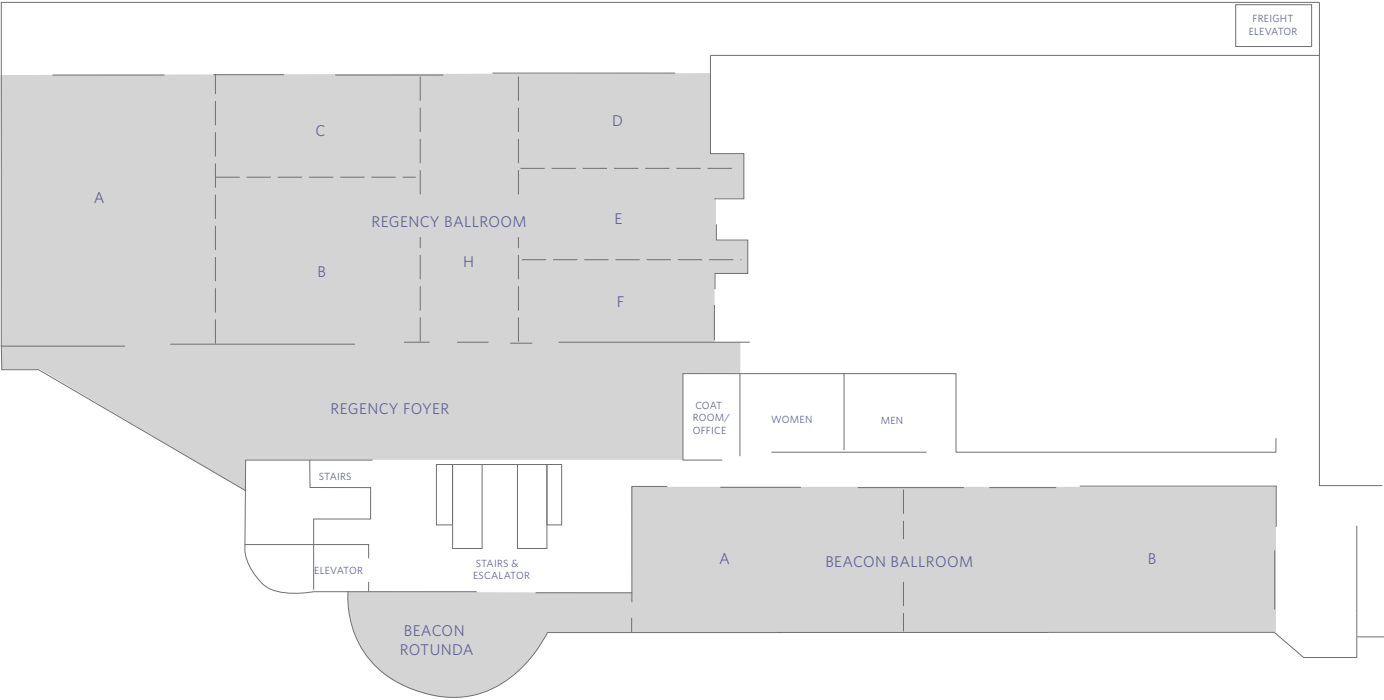 FREIGHT
ELEVATOR
C
D
A
REGENCY BALLROOM
E
B
H
F
REGENCY FOYER
COAT
ROOM/
OFFICE
WOMEN
MEN
STAIRS
ELEVATOR
STAIRS &
ESCALATOR
A
BEACON BALLROOM
B
BEACON
ROTUNDA